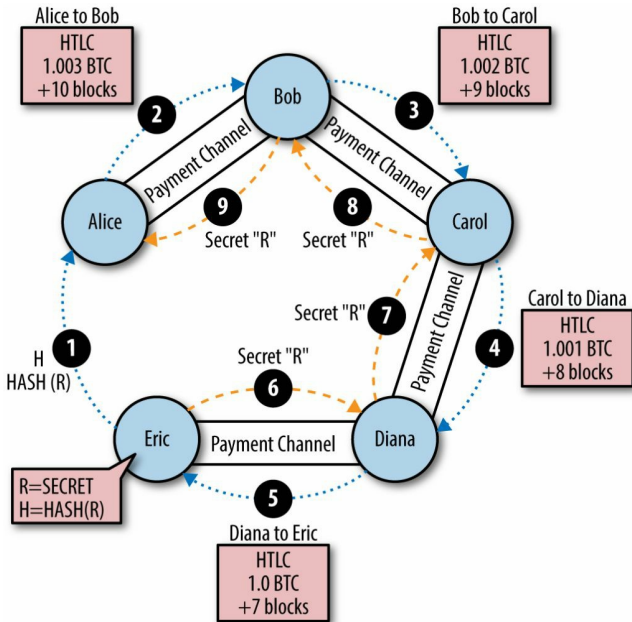 Alice to Bob
HTLC
1.003 BTC
+10 blocks
Bob to Carol
HTLC
1.002 BTC
+9 blocks
Bob
2
3
Payment Channel
Payment Channel
Alice
9
Secret "R"
8
Secret "R"
Carol
1
H
HASH (R)
Secret "R"
7
Carol to Diana
HTLC
1.001 BTC
+8 blocks
4
Payment Channel
Secret "R"
6
Eric
Payment Channel
Diana
R=SECRET
H=HASH(R)
5
Diana to Eric
HTLC
1.0 BTC
+7 blocks